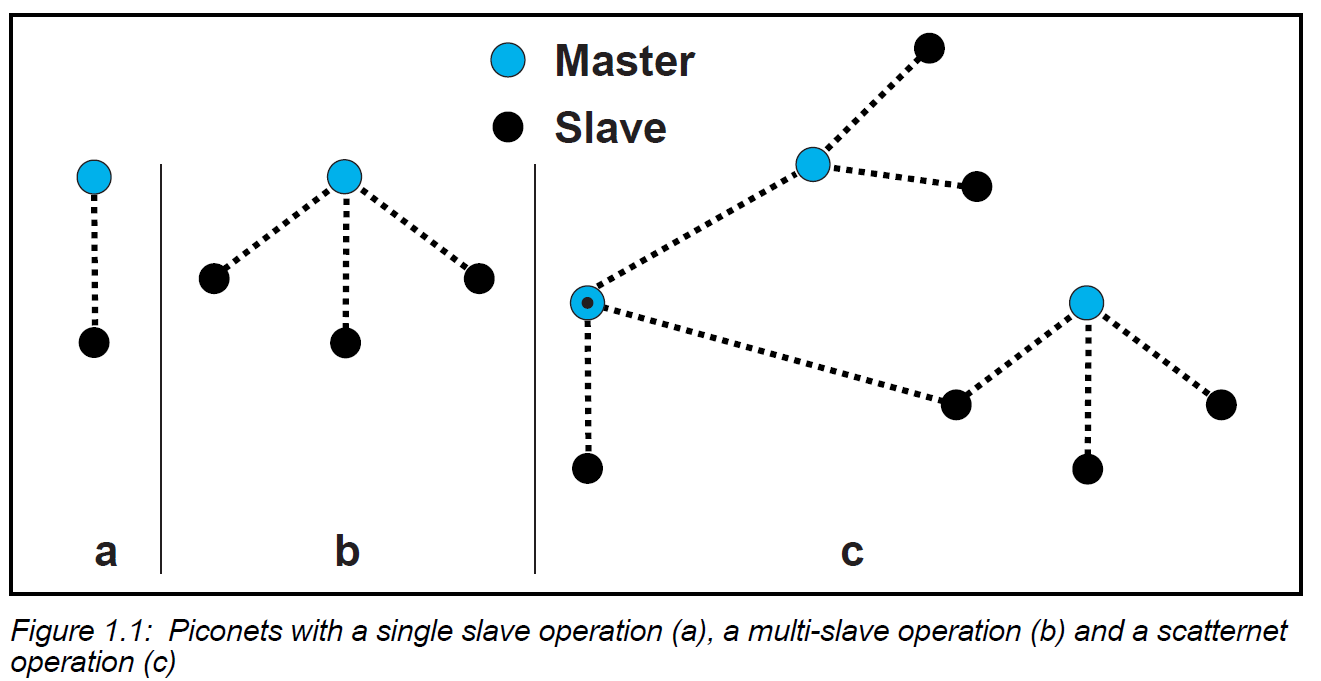 Master
Slave
a
b
c
Figure 1.1: Piconets with a single slave operation (a), a multi-slave operation (b) and a scatternet
operation (c)